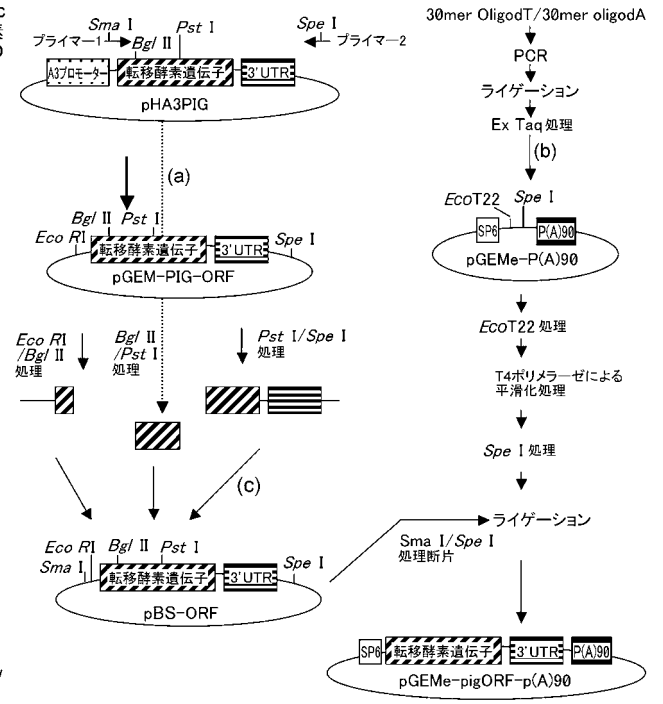 Sma I
Pst I
Spe I
プライマー1
プライマー2
Bgl II
A3プロモーター
転移酵素遺伝子
3'UTR
pHA3PIG
(a)
Bgl II
Pst I
Eco RI
転移酵素遺伝子
3'UTR
Spe I
pGEM-PIG-ORF
Eco RI
/Bgl II
処理
Bgl II
/Pst I
処理
Pst I/Spe I
処理
(c)
Eco RI
Bgl II
Pst I
Sma I
Spe I
転移酵素遺伝子
3'UTR
pBS-ORF
30mer OligodT/30mer oligodA
PCR
ライゲーション
Ex Taq処理
(b)
EcoT22
Spe I
SP6
P(A)90
pGEMe-P(A)90
EcoT22 処理
T4ポリメラーゼによる
平滑化処理
Spe I 処理
ライゲーション
Sma I/Spe I
処理断片
SP6
転移酵素遺伝子
3'UTR
P(A)90
pGEMe-pigORF-p(A)90